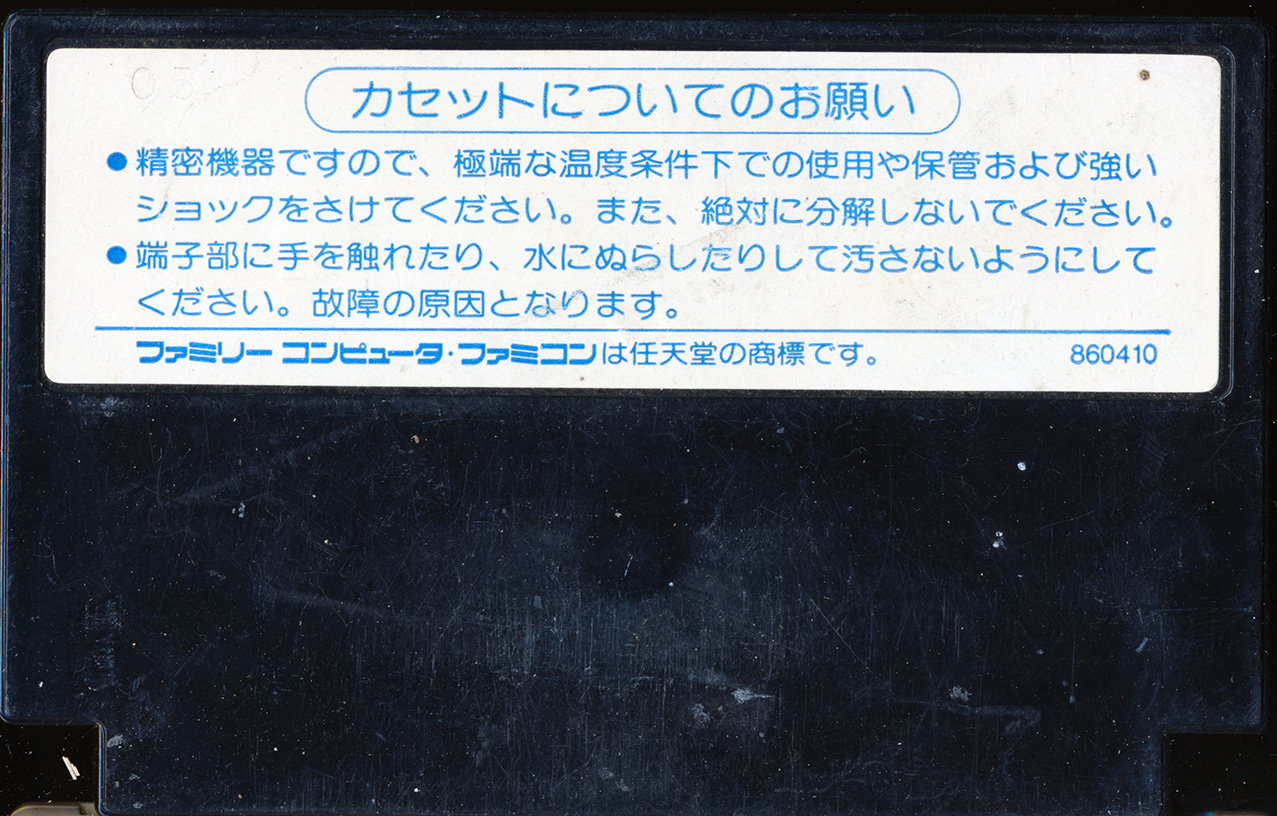 05
カセットについてのお願い
●精密機器ですので、極端な温度条件下での使用や保管および強い
ショックをさけてください。また、絶対に分解しないでください。
●端子部に手を触れたり、水にぬらしたりして汚さないようにして
ください。故障の原因となります。
ファミリーコンピュータ・ファミコンは任天堂の商標です。 860410